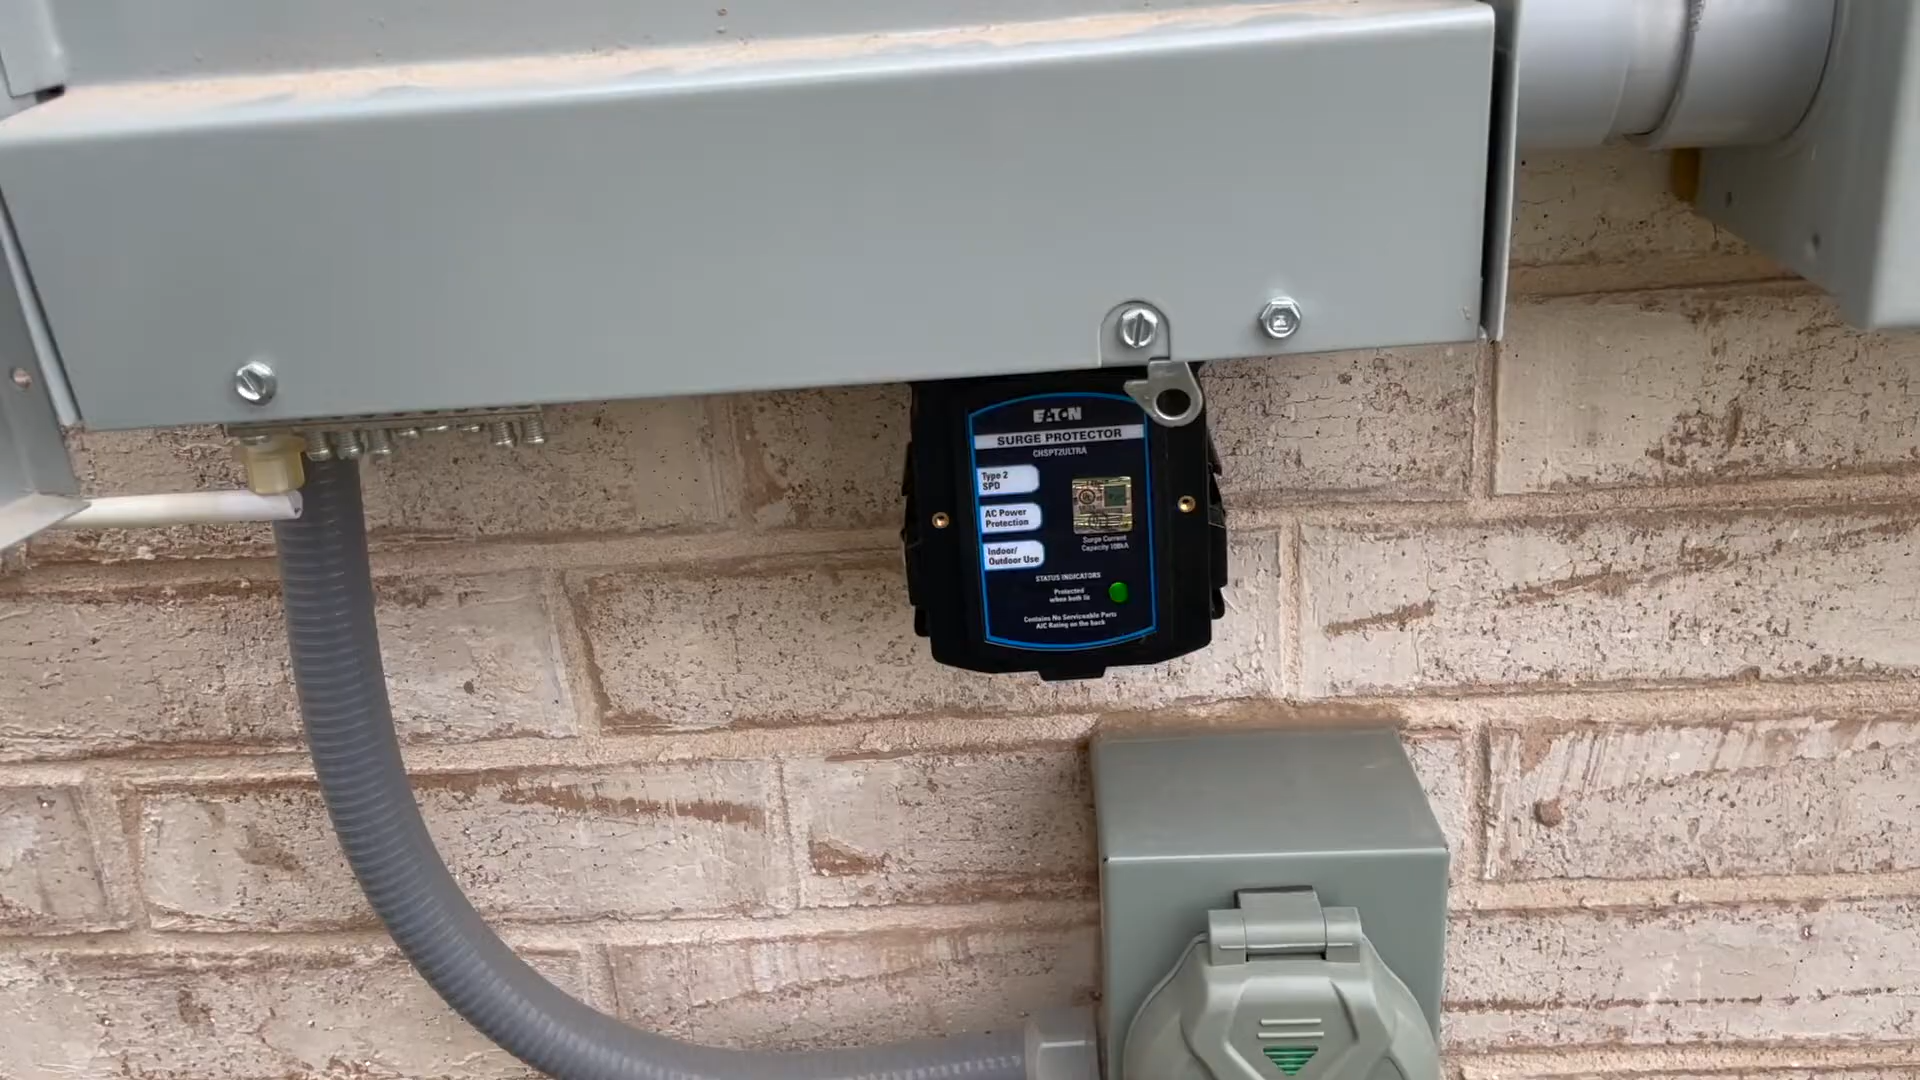 EATON
SURGE PROTECTOR
CHSPT2ULTRA
Type 2
SPD
AC Power
Protection
Indoor/
Outdoor Use
Surge Current
Capacity 108kA
STATUS INDICATORS
Protected
when both lit
Contains No Serviceable Parts
AIC Rating on the back